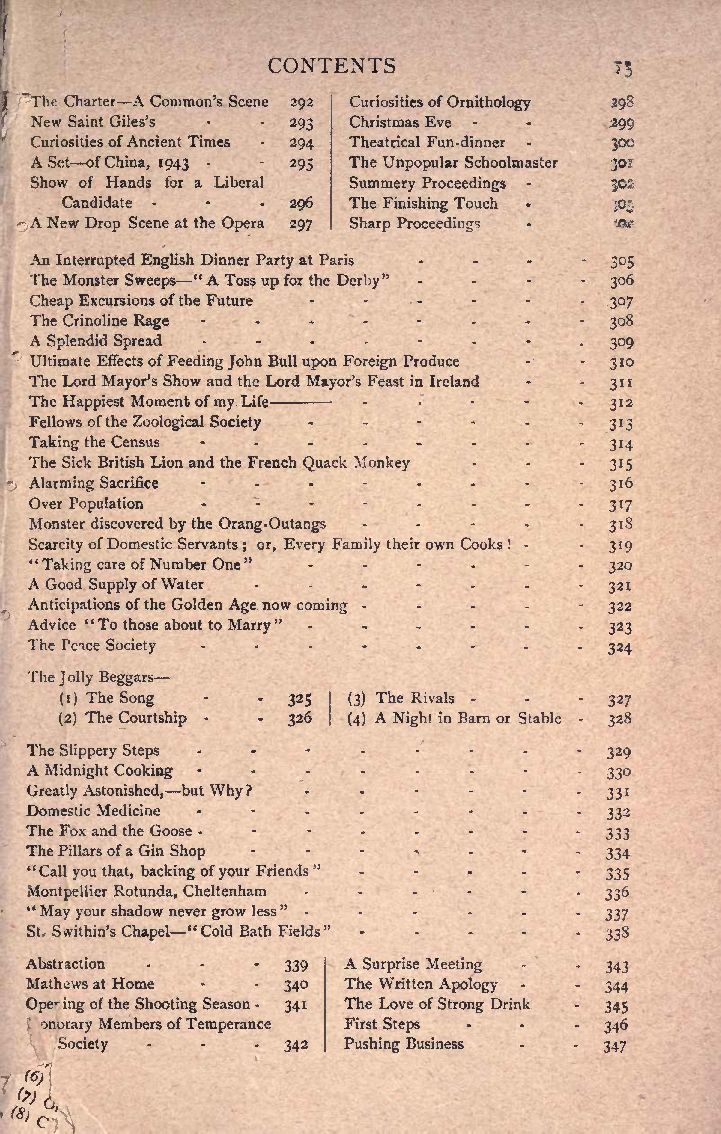 CONTENTS
The Charter—A Common's Scene 292
New Saint Giles's - - 293
Curiosities of Ancient Times - 294
A Set—of China, 1943 - - 295
Show of Hands for a Liberal
Candidate - - - 296
A New Drop Scene at the Opera 297
Curiosities of Ornithology 298
Christmas Eve - - 299
Theatrical Fun-dinner - 300
The Unpopular Schoolmaster 301
Summery Proceedings - 302
The Finishing Touch -
Sharp Proceedings -
An Interrupted English Dinner Party at Paris - - - - 305
The Monster Sweeps—"A Toss up for the Derby" - - - - 306
Cheap Excursions of the Future - - - - - - 307
The Crinoline Rage - - - - - - - - 308
A Splendid Spread - - - - - - - - 309
Ultimate Effects of Feeding John Bull upon Foreign Produce - - 310
The Lord Mayor's Show and the Lord Mayor's Feast in Ireland - - 311
The Happiest Moment of my Life——— - - - - - 312
Fellows of the Zoological Society - - - - - - 313
Taking the Census - - - - - - - - 314
The Sick British Lion and the French Quack Monkey - - - 315
Alarming Sacrifice - - - - - - - - 316
Over Population - - - - - - - - 317
Monster discovered by the Orang-Outangs - - - - - 318
Scarcity of Domestic Servants; or, Every Family their own Cooks! - - 319
"Taking care of Number One" - - - - - - 320
A Good Supply of Water - - - - - - - 321
Anticipations of the Golden Age now coming - - - - - 322
Advice "To those about to Marry" - - - - - - 323
The Peace Society - - - - - - - - 324
The Jolly Beggars—
(1) The Song - - 325
(2) The Courtship - - 326
(3) The Rivals - - - 327
(4) A Night in Barn or Stable - 328
The Slippery Steps - - - - - - - - 329
A Midnight Cooking - - - - - - - - 330
Greatly Astonished,—but Why? - - - - - - 331
Domestic Medicine - - - - - - - - 332
The Fox and the Goose - - - - - - - - 333
The Pillars of a Gin Shop - - - - - - - 334
"Call you that, backing of your Friends" - - - - - 335
Montpellier Rotunda, Cheltenham - - - - - - 336
"May your shadow never grow less" - - - - - - 337
St. Swithin's Chapel—"Cold Bath Fields" - - - - - 338
Abstraction - - - 339
Mathews at Home - - 340
Opening of the Shooting Season - 341
onorary Members of Temperance
Society - - - 342
A Surprise Meeting - - 343
The Written Apology - - 344
The Love of Strong Drink - 345
First Steps - - - 346
Pushing Business - - 347
(6)
(7)
(8) C